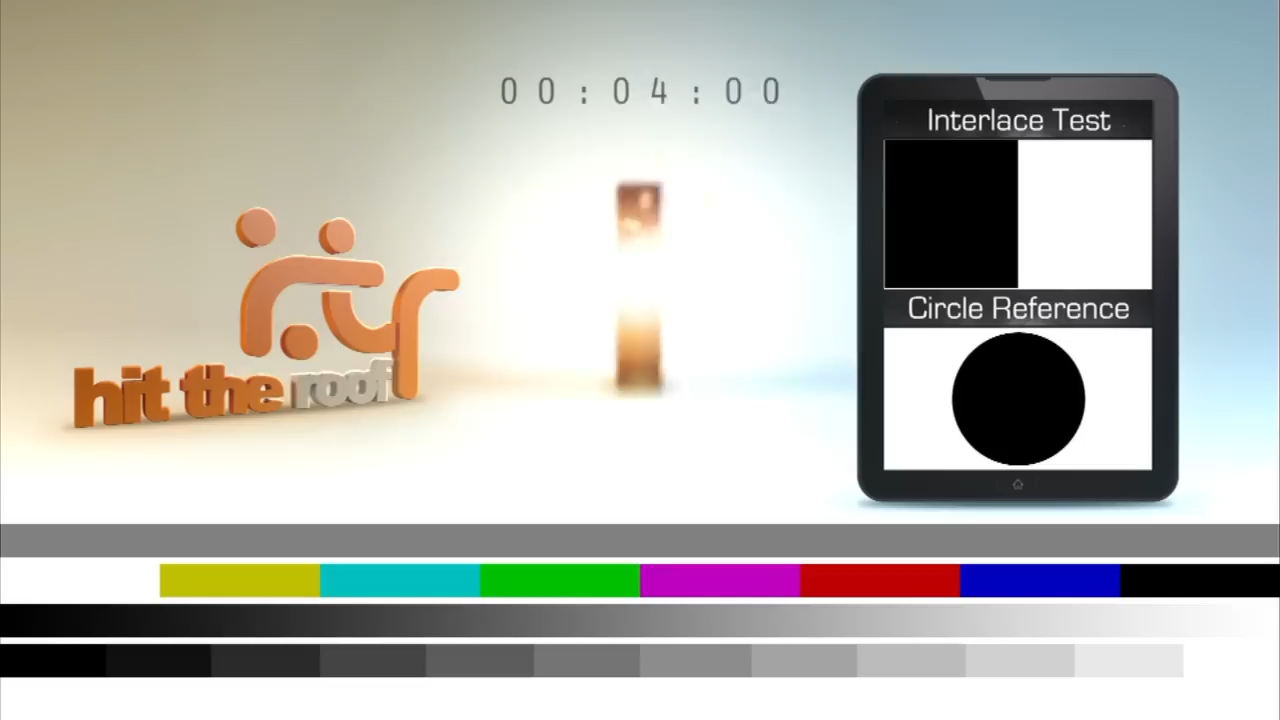 00:04:00
Interlace Test
Circle Reference
hit the roof